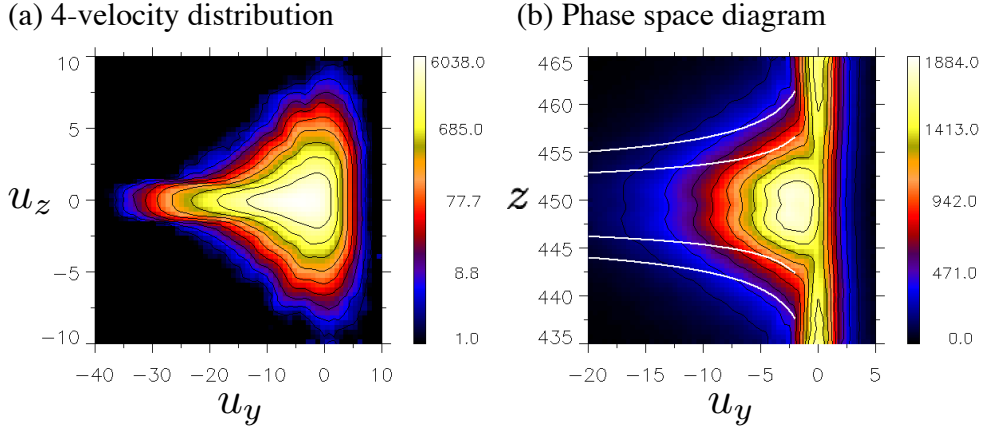 (a) 4-velocity distribution
(b) Phase space diagram
10
5
0
−5
−10
u_z
−40 −30 −20 −10 0 10
u_y
6038.0
685.0
77.7
8.8
1.0
465
460
455
450
445
440
435
z
−20 −15 −10 −5 0 5
u_y
1884.0
1413.0
942.0
471.0
0.0